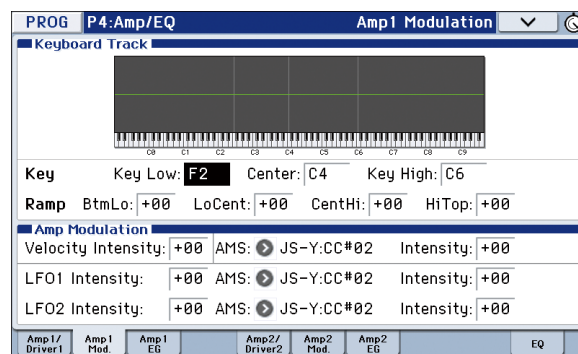 PROG P4:Amp/EQ Amp1 Modulation
Keyboard Track
C0 C1 C2 C3 C4 C5 C6 C7 C8 C9
Key Key Low: F2 Center: C4 Key High: C6
Ramp BtmLo: +00 LoCent: +00 CentHi: +00 HiTop: +00
Amp Modulation
Velocity Intensity: +00 AMS: JS-Y:CC#02 Intensity: +00
LFO1 Intensity: +00 AMS: JS-Y:CC#02 Intensity: +00
LFO2 Intensity: +00 AMS: JS-Y:CC#02 Intensity: +00
Amp1/ Driver1 Amp1 Mod. Amp1 EG Amp2/ Driver2 Amp2 Mod. Amp2 EG EQ